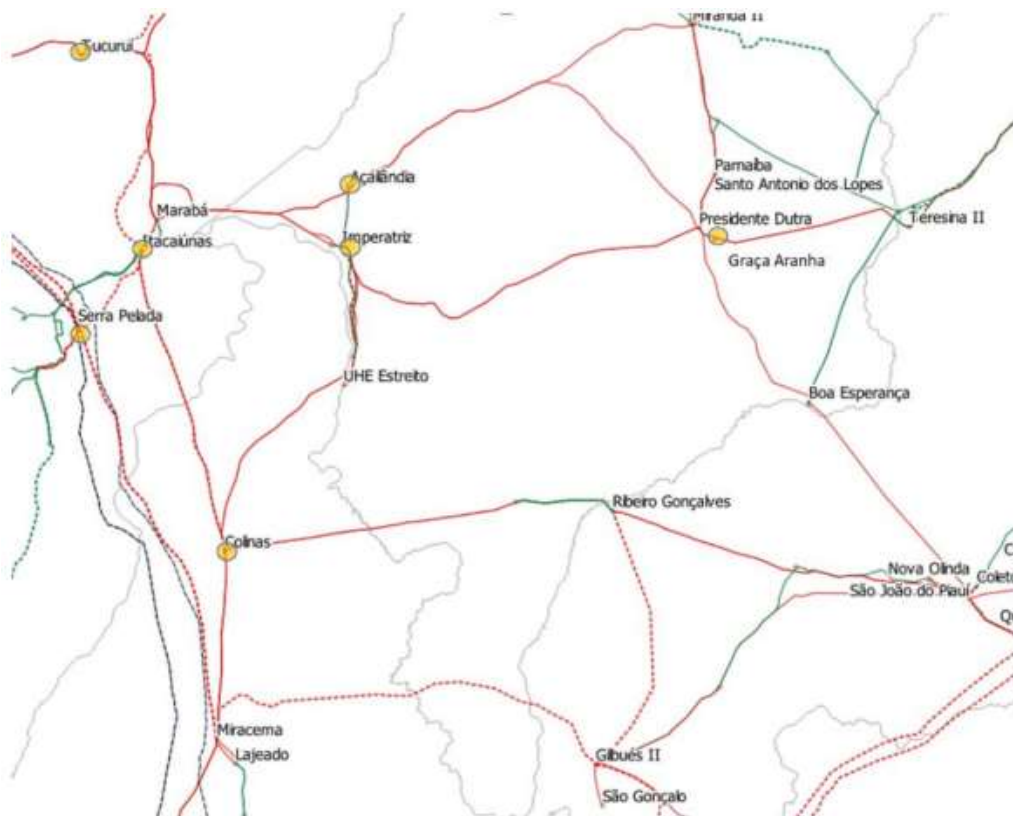 Miranda II
Tucuruí
Açailândia
Parnaíba
Santo Antonio dos Lopes
Marabá
Presidente Dutra
Teresina II
Itacaiúnas
Imperatriz
Graça Aranha
Serra Pelada
UHE Estreito
Boa Esperança
Ribeiro Gonçalves
Colinas
C
Nova Olinda
Coleto
São João do Piauí
Qu
Miracema
Lajeado
Gilbués II
São Gonçalo